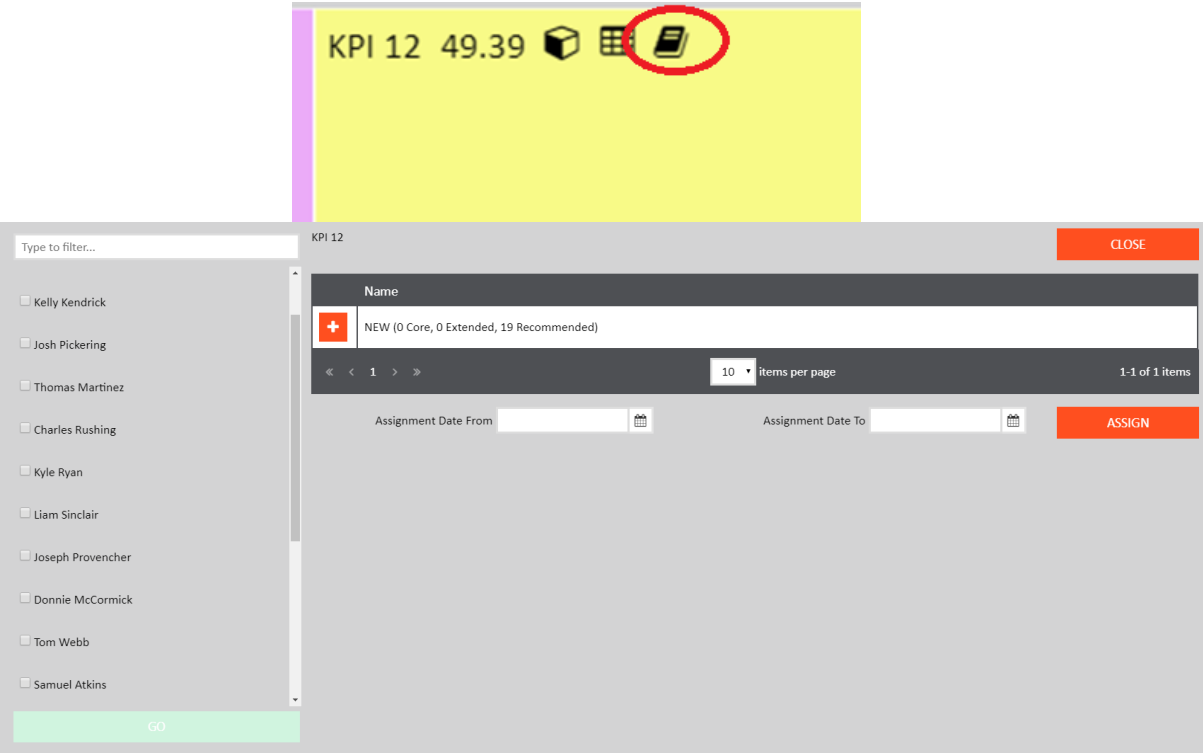 KPI 12 49.39
Type to filter...
Kelly Kendrick
Josh Pickering
Thomas Martinez
Charles Rushing
Kyle Ryan
Liam Sinclair
Joseph Provencher
Donnie McCormick
Tom Webb
Samuel Atkins
GO
KPI 12
CLOSE
Name
NEW (0 Core, 0 Extended, 19 Recommended)
« < 1 > » 10 items per page 1-1 of 1 items
Assignment Date From Assignment Date To ASSIGN